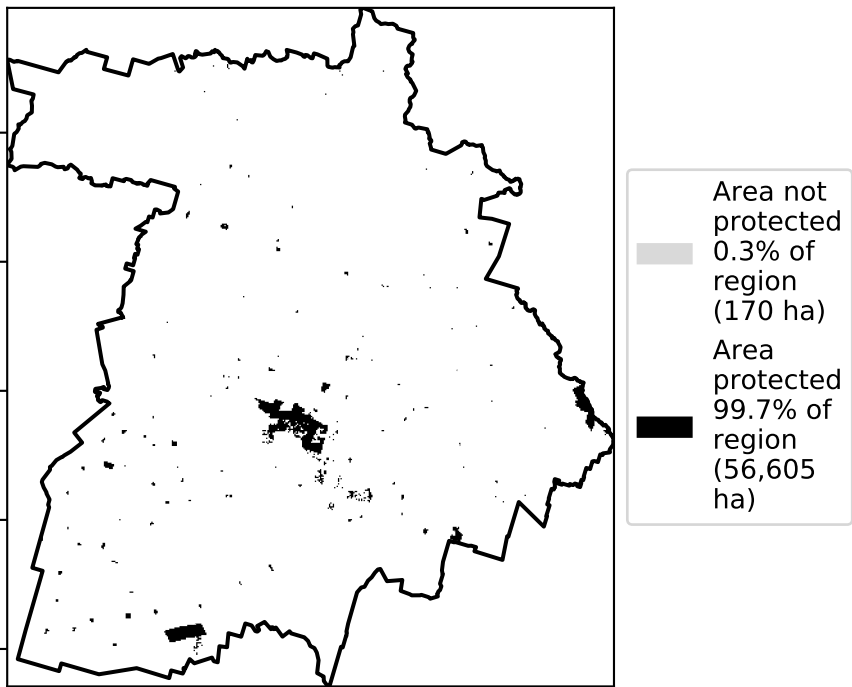 Area not
protected
0.3% of
region
(170 ha)
Area
protected
99.7% of
region
(56,605
ha)